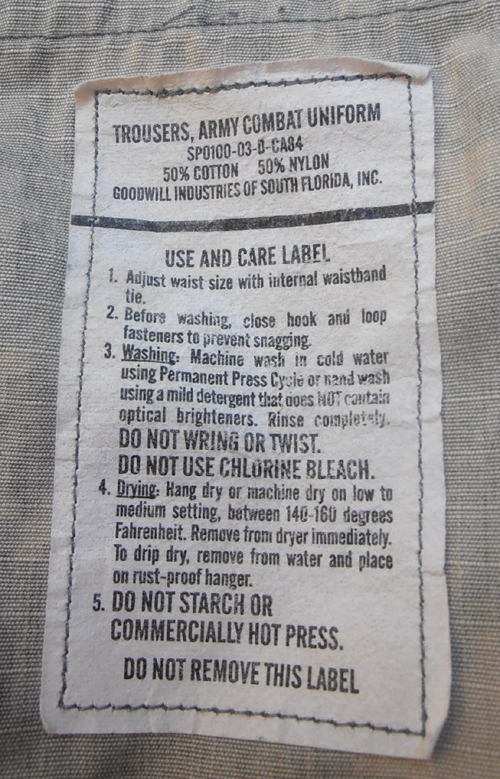 TROUSERS, ARMY COMBAT UNIFORM
SP0100-03-D-CA84
50% COTTON 50% NYLON
GOODWILL INDUSTRIES OF SOUTH FLORIDA, INC.
USE AND CARE LABEL
1. Adjust waist size with internal waistband
tie.
2. Before washing, close hook and loop
fasteners to prevent snagging.
3. Washing: Machine wash in cold water
using Permanent Press Cycle or hand wash
using a mild detergent that does NOT contain
optical brighteners. Rinse completely.
DO NOT WRING OR TWIST.
DO NOT USE CHLORINE BLEACH.
4. Drying: Hang dry or machine dry on low to
medium setting, between 140-160 degrees
Fahrenheit. Remove from dryer immediately.
To drip dry, remove from water and place
on rust-proof hanger.
5. DO NOT STARCH OR
COMMERCIALLY HOT PRESS.
DO NOT REMOVE THIS LABEL